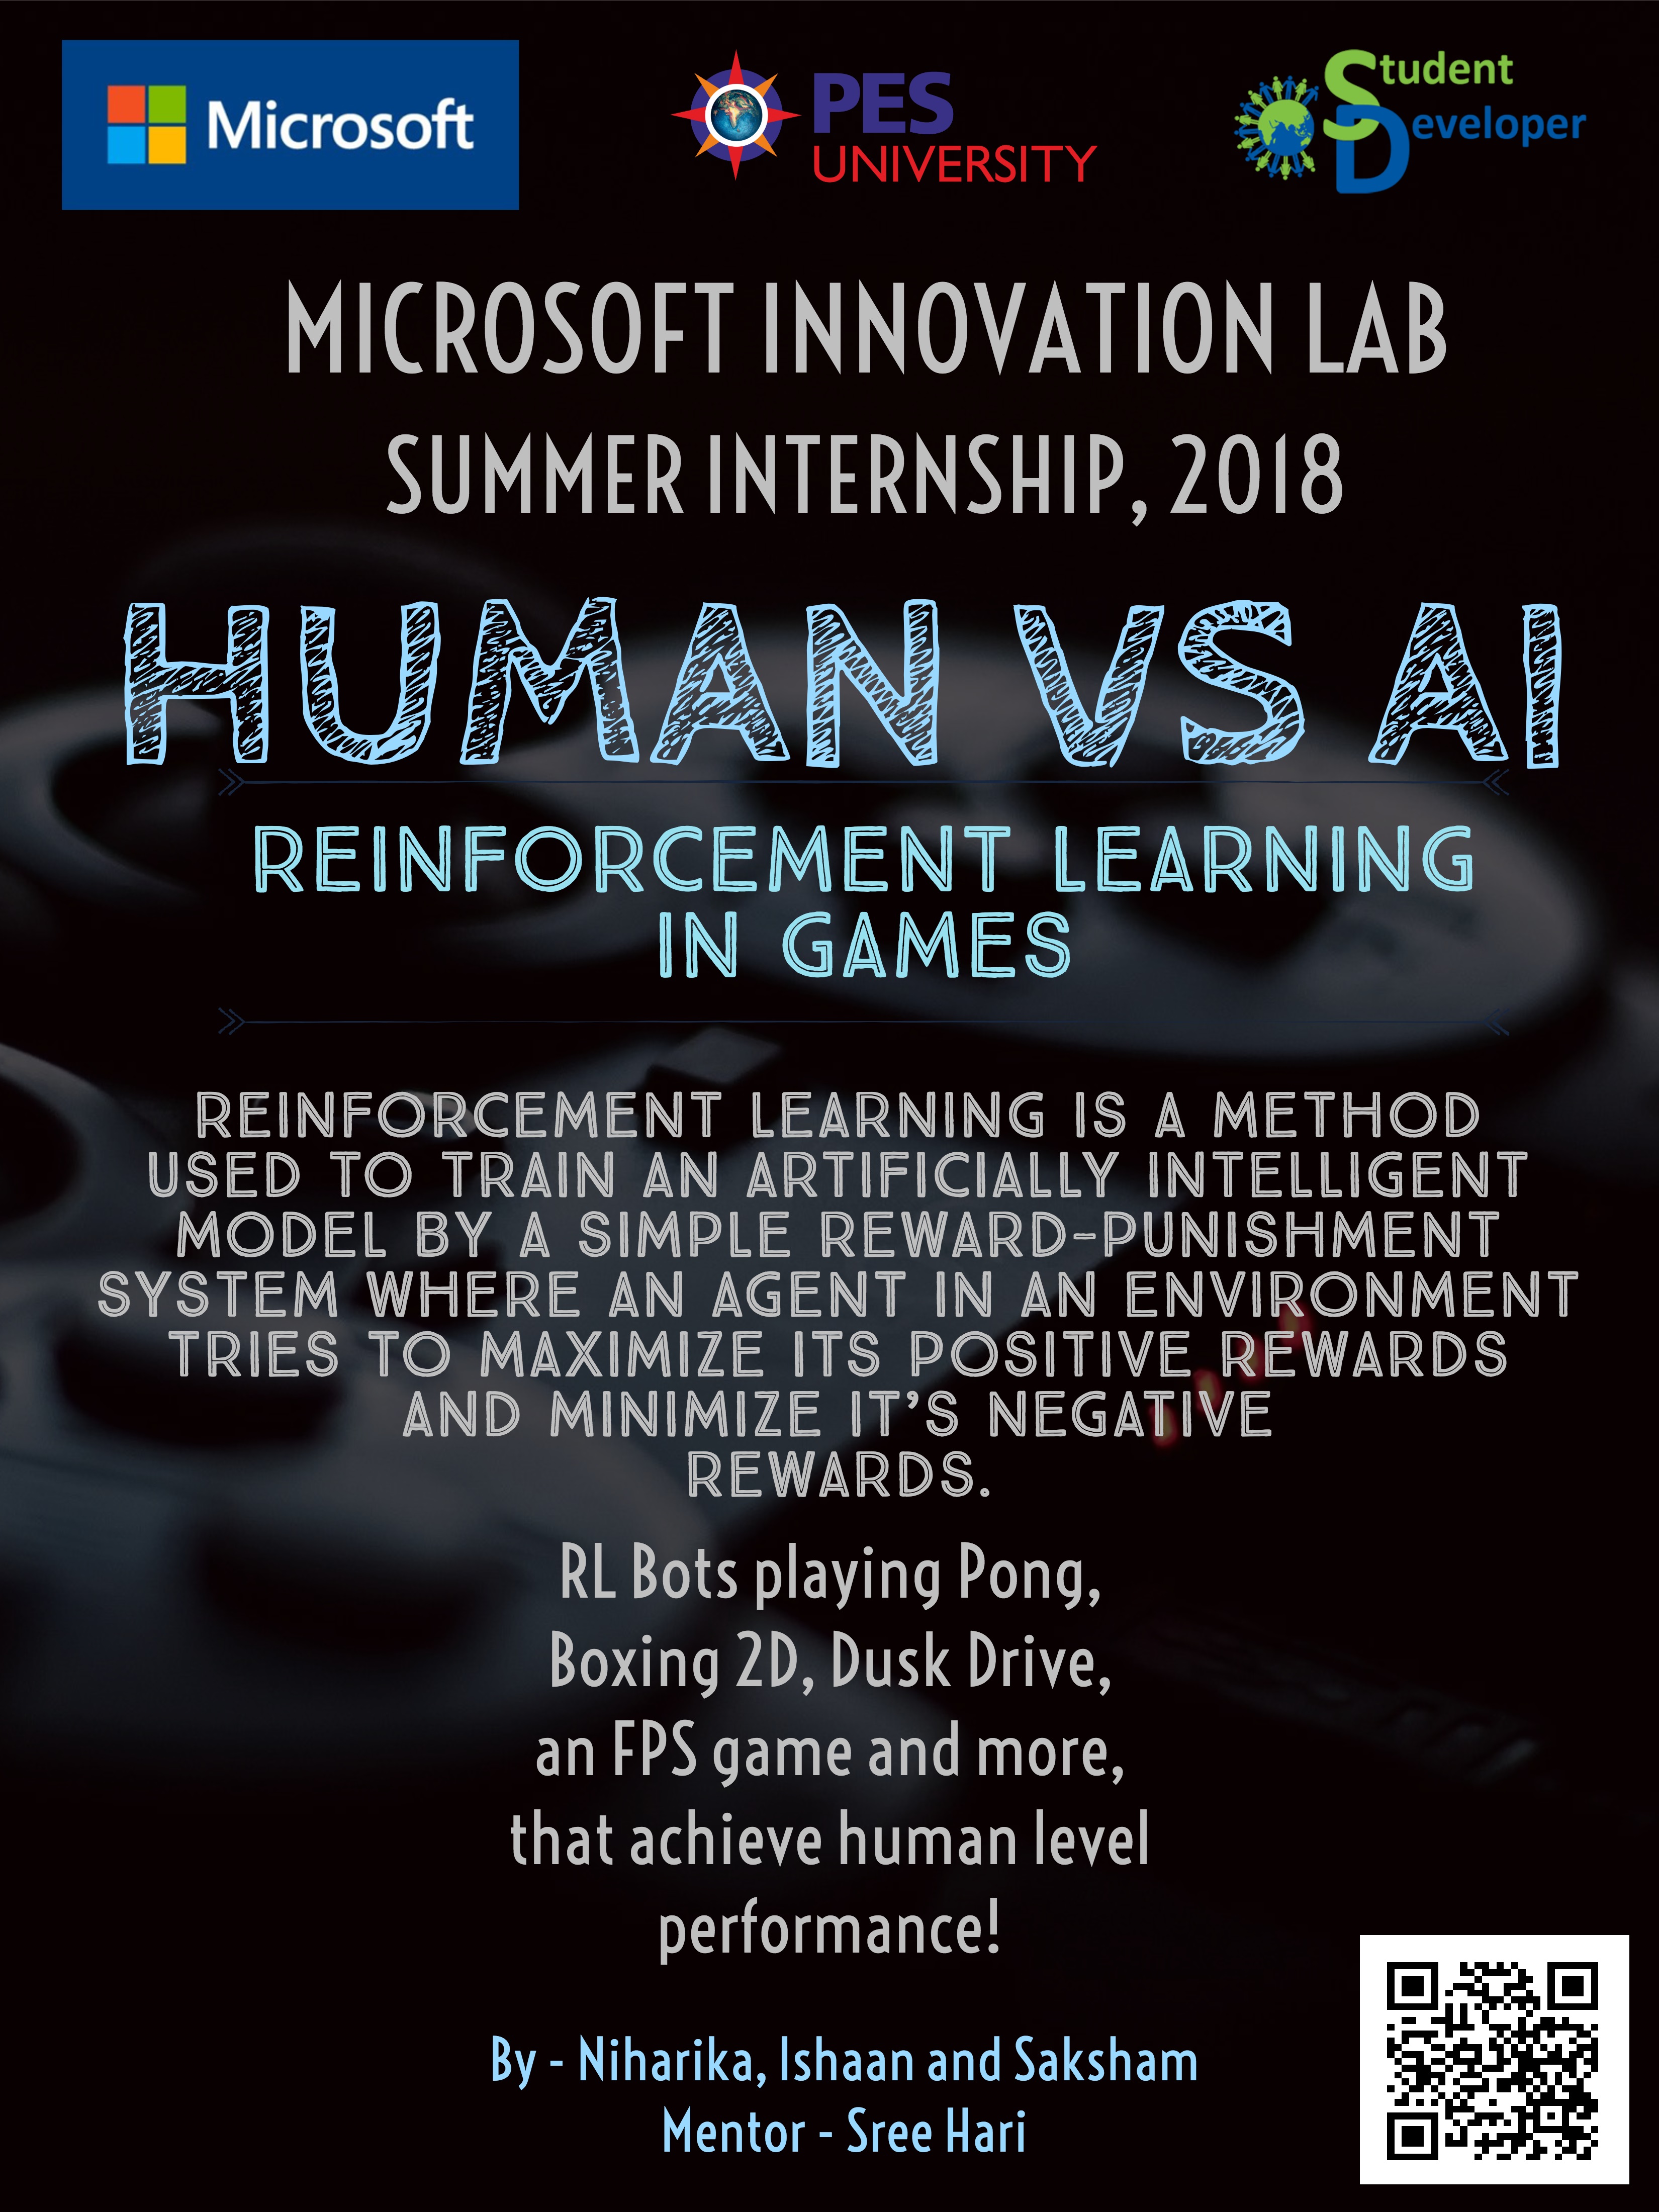 Microsoft
PES
UNIVERSITY
Student
Developer
MICROSOFT INNOVATION LAB
SUMMER INTERNSHIP, 2018
HUMAN VS AI
REINFORCEMENT LEARNING
IN GAMES
REINFORCEMENT LEARNING IS A METHOD
USED TO TRAIN AN ARTIFICIALLY INTELLIGENT
MODEL BY A SIMPLE REWARD-PUNISHMENT
SYSTEM WHERE AN AGENT IN AN ENVIRONMENT
TRIES TO MAXIMIZE ITS POSITIVE REWARDS
AND MINIMIZE IT'S NEGATIVE
REWARDS.
RL Bots playing Pong,
Boxing 2D, Dusk Drive,
an FPS game and more,
that achieve human level
performance!
By - Niharika, Ishaan and Saksham
Mentor - Sree Hari